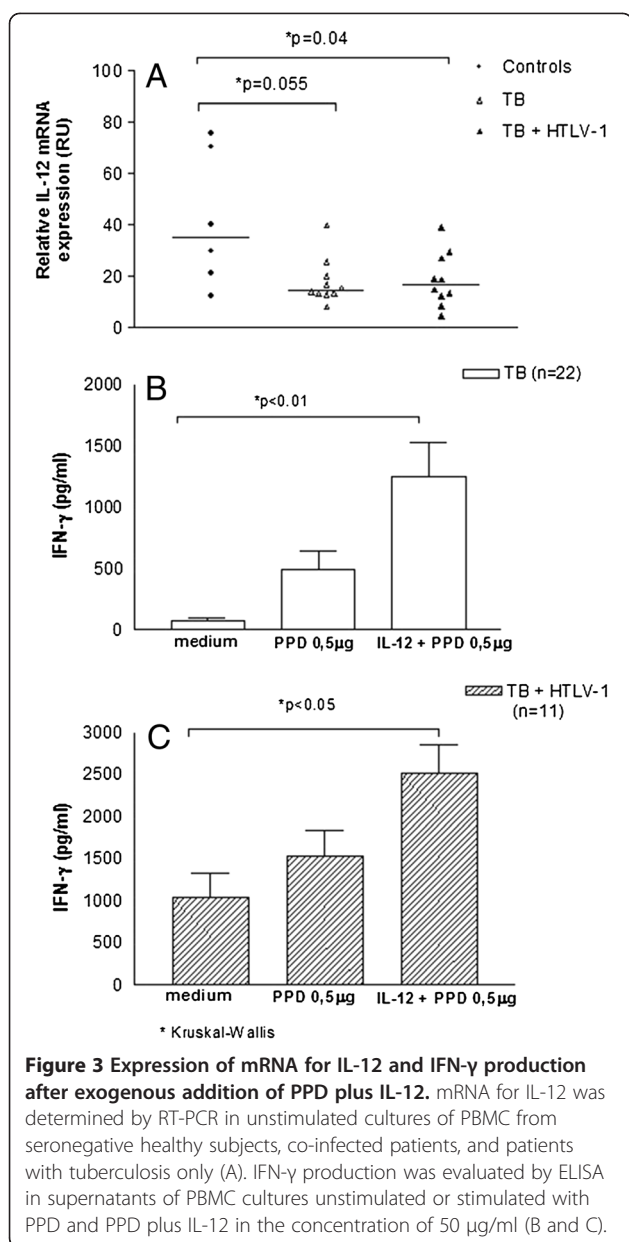 *p=0.04
A
*p=0.055
Controls
TB
TB + HTLV-1
Relative IL-12 mRNA
expression (RU)
100
80
60
40
20
0
B
TB (n=22)
*p<0.01
IFN-γ (pg/ml)
2000
1500
1000
500
0
medium PPD 0,5µg IL-12 + PPD 0,5µg
C
TB + HTLV-1
(n=11)
*p<0.05
IFN-γ (pg/ml)
3000
2500
2000
1500
1000
500
0
medium PPD 0,5µg IL-12 + PPD 0,5µg
* Kruskal-Wallis
Figure 3 Expression of mRNA for IL-12 and IFN-γ production
after exogenous addition of PPD plus IL-12. mRNA for IL-12 was
determined by RT-PCR in unstimulated cultures of PBMC from
seronegative healthy subjects, co-infected patients, and patients
with tuberculosis only (A). IFN-γ production was evaluated by ELISA
in supernatants of PBMC cultures unstimulated or stimulated with
PPD and PPD plus IL-12 in the concentration of 50 µg/ml (B and C).